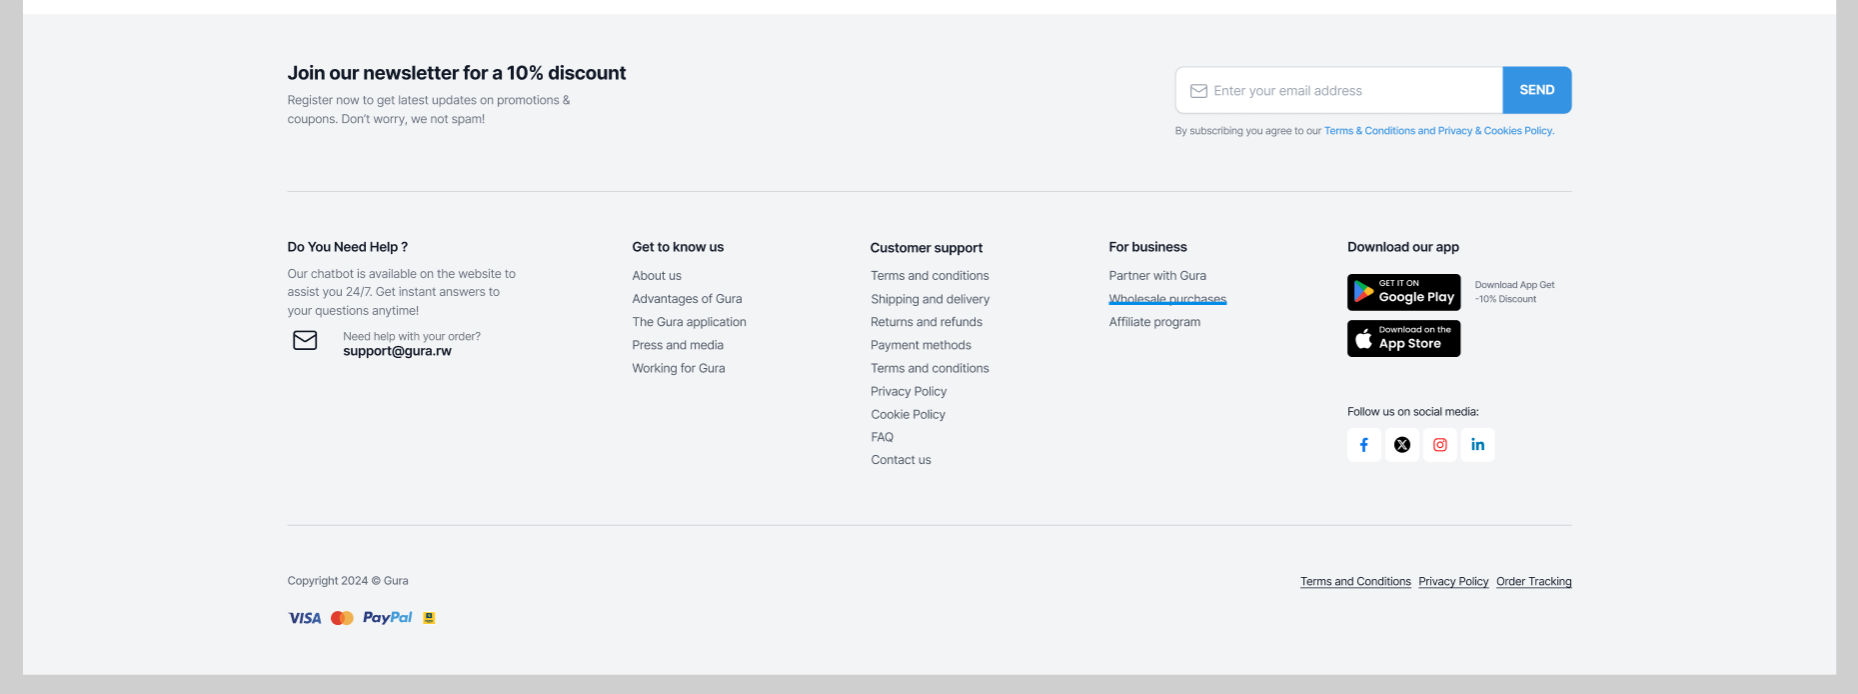 Join our newsletter for a 10% discount
Register now to get latest updates on promotions &
coupons. Don't worry, we not spam!
Enter your email address
SEND
By subscribing you agree to our Terms & Conditions and Privacy & Cookies Policy.
Do You Need Help ?
Our chatbot is available on the website to
assist you 24/7. Get instant answers to
your questions anytime!
Need help with your order?
support@gura.rw
Get to know us
About us
Advantages of Gura
The Gura application
Press and media
Working for Gura
Customer support
Terms and conditions
Shipping and delivery
Returns and refunds
Payment methods
Terms and conditions
Privacy Policy
Cookie Policy
FAQ
Contact us
For business
Partner with Gura
Wholesale purchases
Affiliate program
Download our app
GET IT ON
Google Play
Download App Get
-10% Discount
Download on the
App Store
Follow us on social media:
Copyright 2024 © Gura
Terms and Conditions Privacy Policy Order Tracking
VISA PayPal